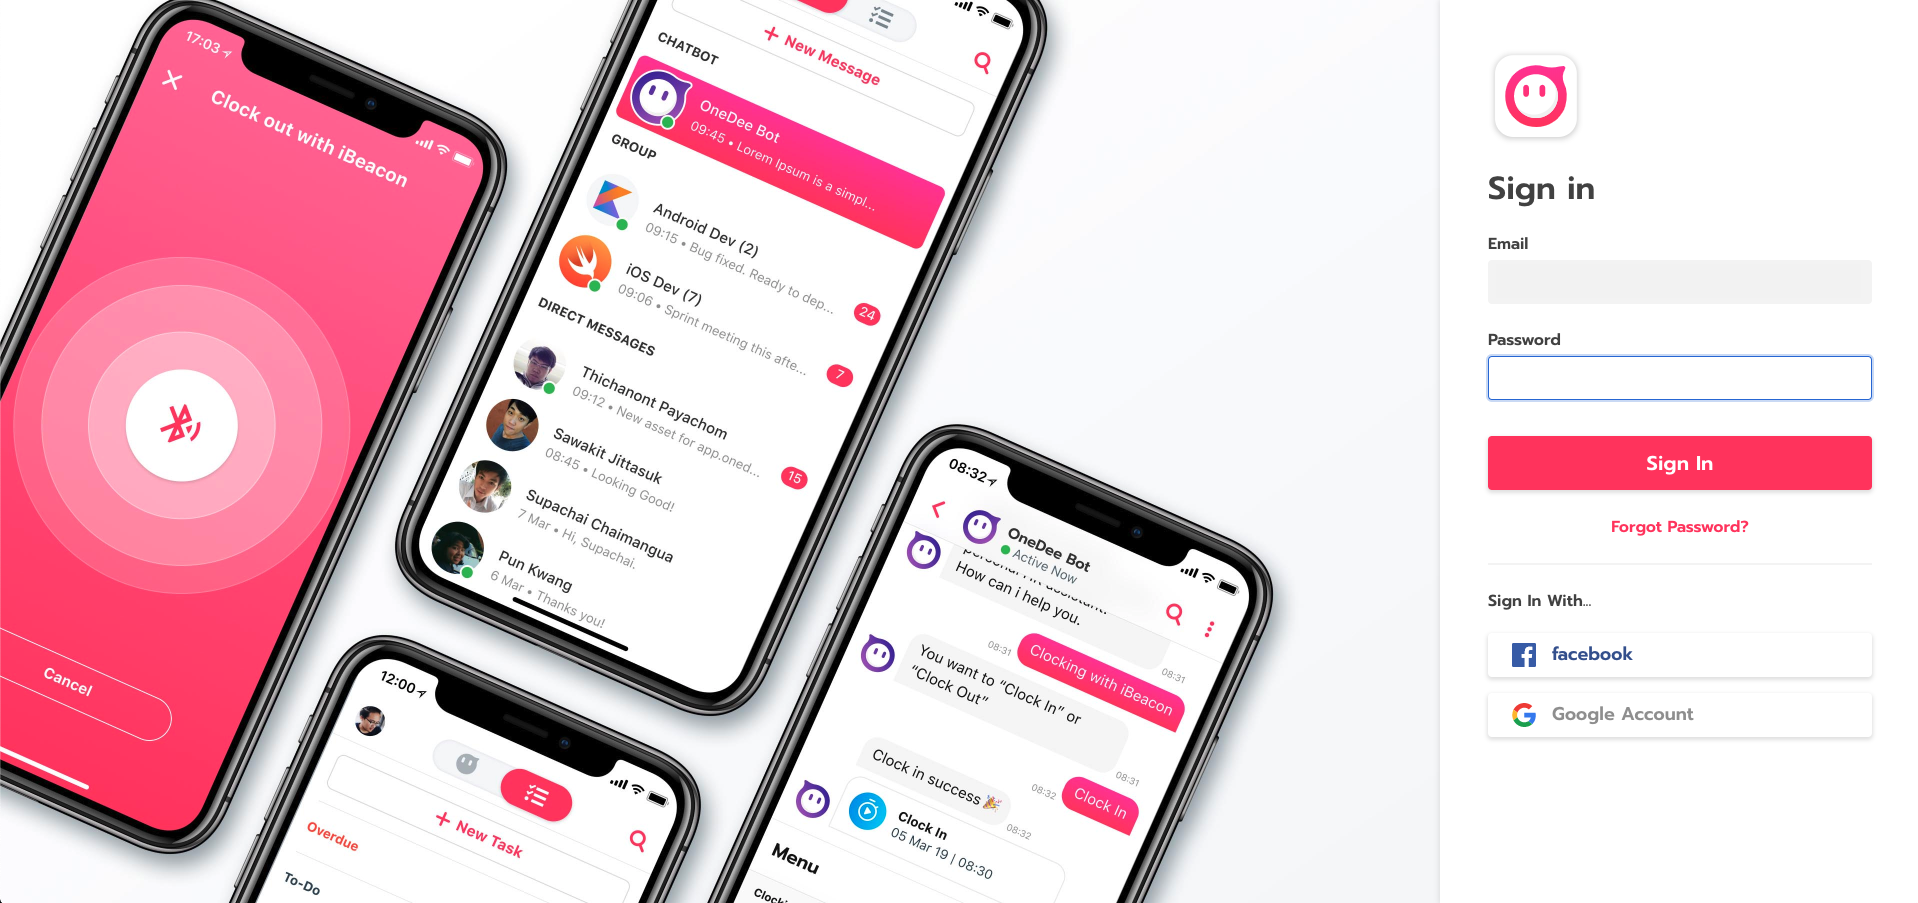 17:03
Clock out with iBeacon
Cancel
+ New Message
CHATBOT
OneDee Bot
09:45 • Lorem Ipsum is a simpl...
GROUP
Android Dev (2)
09:15 • Bug fixed. Ready to dep...
24
iOS Dev (7)
09:06 • Sprint meeting this afte...
7
DIRECT MESSAGES
Thichanont Payachom
09:12 • New asset for app.oned...
15
Sawakit Jittasuk
08:45 • Looking Good!
Supachai Chaimangua
7 Mar • Hi, Supachai.
Pun Kwang
6 Mar • Thanks you!
12:00
+ New Task
Overdue
To-Do
08:32
OneDee Bot
Active Now
How can i help you.
08:31
08:31
Clocking with iBeacon
You want to “Clock In” or
“Clock Out”
08:31
08:32
Clock In
Clock in success 🎉
08:32
Clock In
05 Mar 19 | 08:30
Menu
Sign in
Email
Password
Sign In
Forgot Password?
Sign In With...
facebook
Google Account